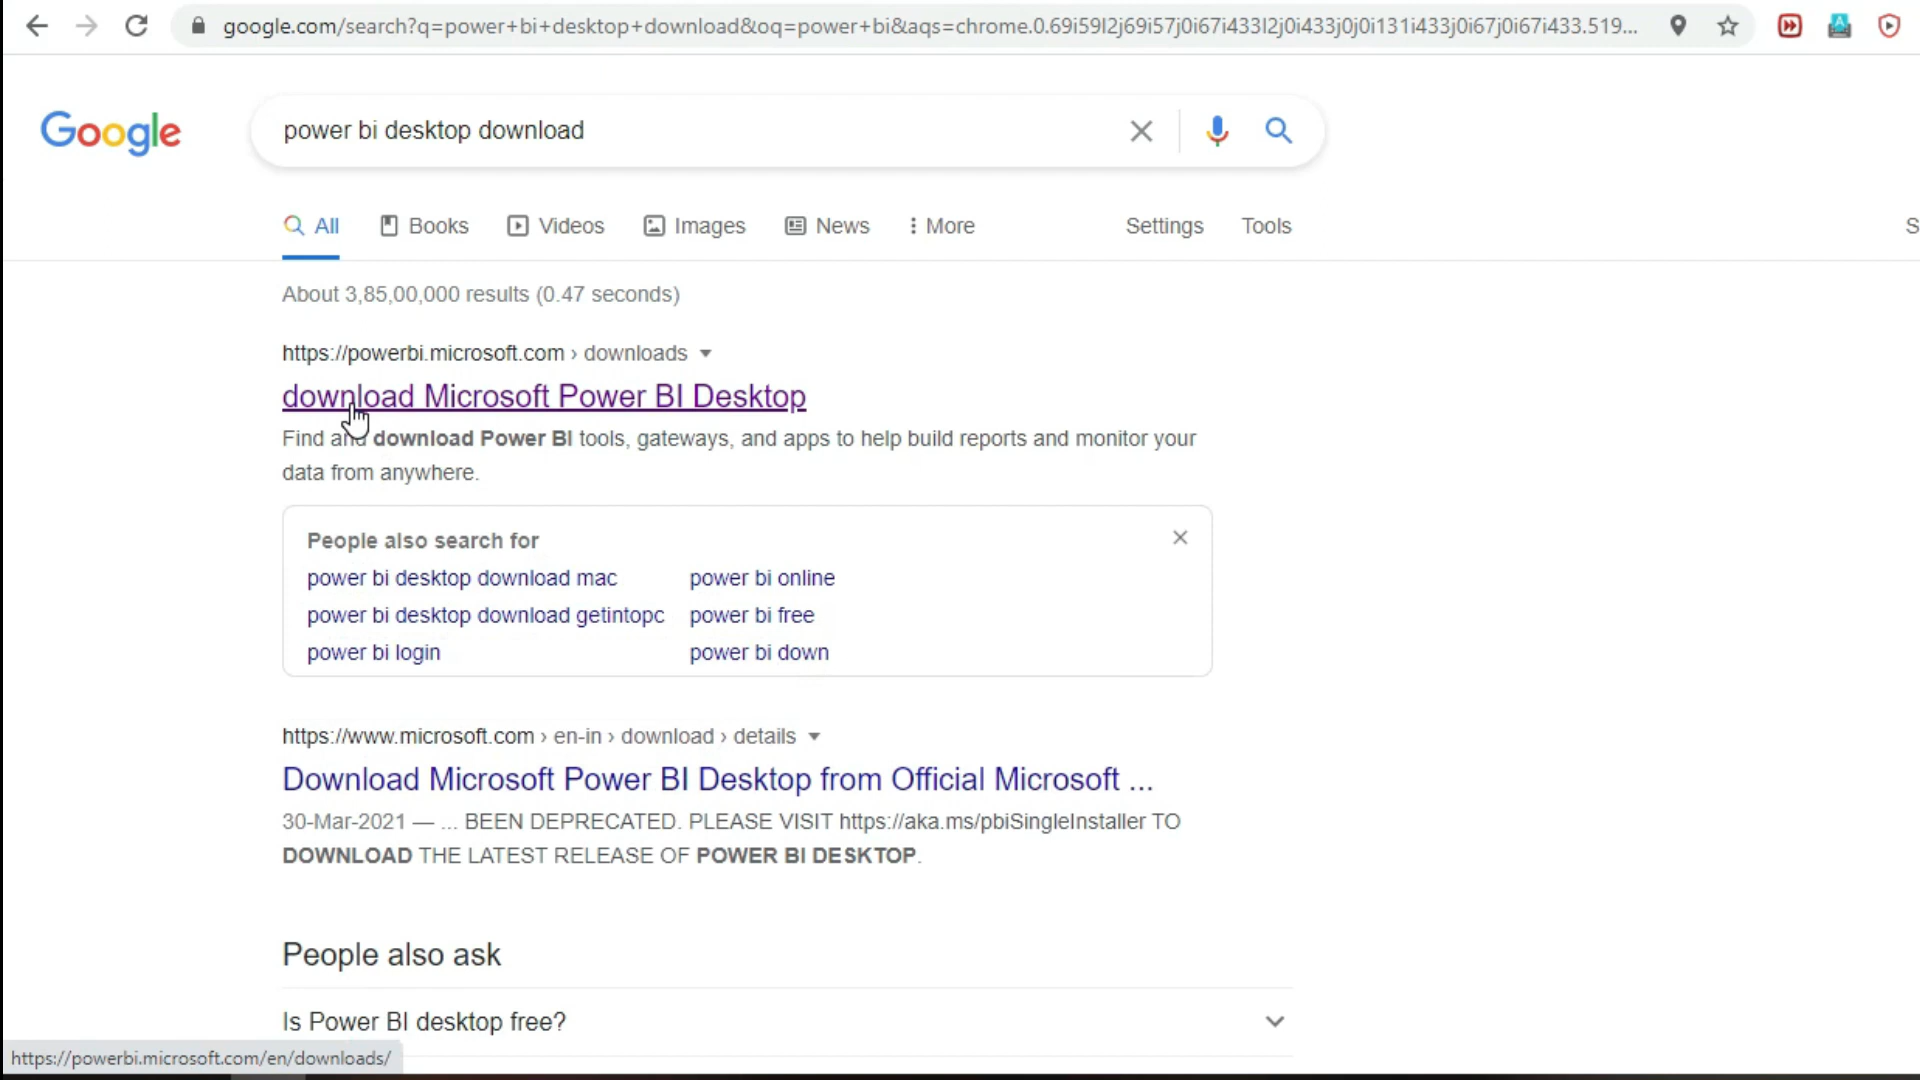 google.com/search?q=power+bi+desktop+download&oq=power+bi&aqs=chrome.0.69i59l2j69i57j0i67i433l2j0i433j0j0i131i433j0i67j0i67i433.519...
Google
power bi desktop download
All Books Videos Images News More Settings Tools S
About 3,85,00,000 results (0.47 seconds)
https://powerbi.microsoft.com › downloads
download Microsoft Power BI Desktop
Find and download Power BI tools, gateways, and apps to help build reports and monitor your
data from anywhere.
People also search for
power bi desktop download mac power bi online
power bi desktop download getintopc power bi free
power bi login power bi down
https://www.microsoft.com › en-in › download › details
Download Microsoft Power BI Desktop from Official Microsoft ...
30-Mar-2021 — ... BEEN DEPRECATED. PLEASE VISIT https://aka.ms/pbiSingleInstaller TO
DOWNLOAD THE LATEST RELEASE OF POWER BI DESKTOP.
People also ask
Is Power BI desktop free?
https://powerbi.microsoft.com/en/downloads/